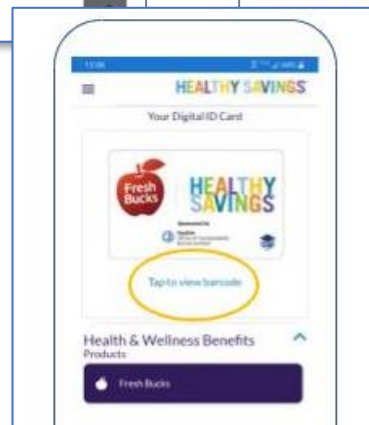 HEALTHY SAVINGS
Your Digital ID Card
Fresh
Bucks
HEALTHY
SAVINGS
Tap to view barcode
Health & Wellness Benefits
Products
Fresh Bucks